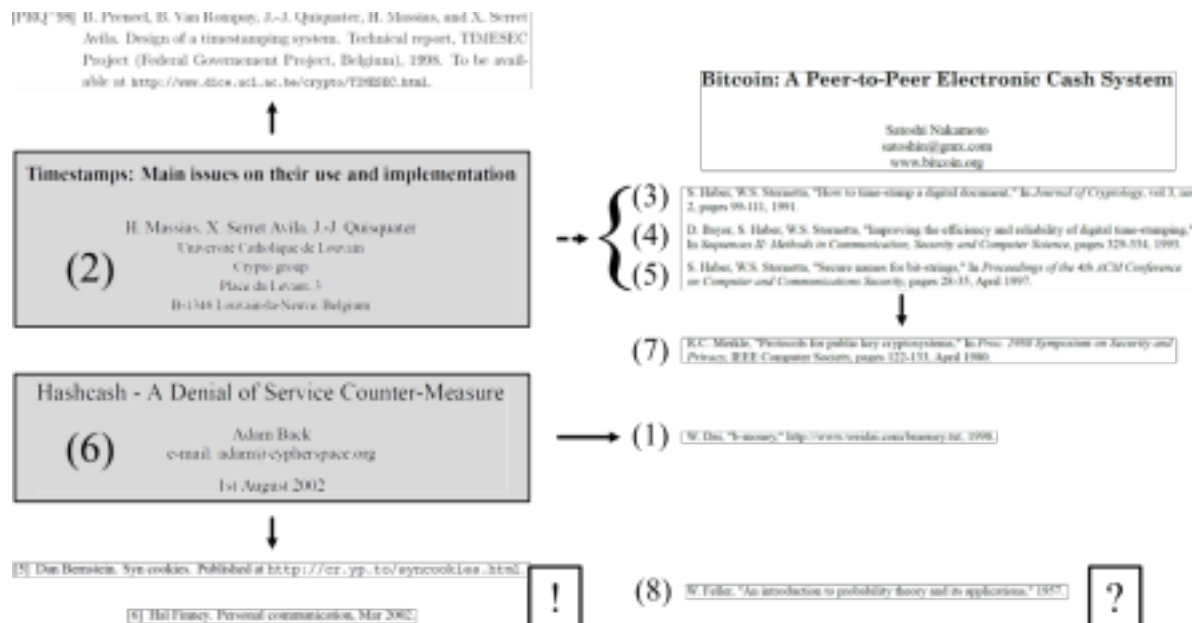 [PRQ+98] B. Preneel, B. Van Rompay, J.-J. Quisquater, H. Massias, and X. Serret
Avila. Design of a timestamping system. Technical report, TIMESEC
Project (Federal Governement Project, Belgium), 1998. To be avail-
able at http://www.dice.ucl.ac.be/crypto/TIMESEC.html.
Timestamps: Main issues on their use and implementation
H. Massias, X. Serret Avila, J.-J. Quisquater
Université Catholique de Louvain
Crypto group
Place du Levant, 3
B-1348 Louvain-la-Neuve, Belgium
(2)
Hashcash - A Denial of Service Counter-Measure
Adam Back
e-mail: adam@cypherspace.org
1st August 2002
(6)
[5] Dan Bernstein. Syn cookies. Published at http://cr.yp.to/syncookies.html.
[6] Hal Finney. Personal communication, Mar 2002.
!
Bitcoin: A Peer-to-Peer Electronic Cash System
Satoshi Nakamoto
satoshin@gmx.com
www.bitcoin.org
(3) S. Haber, W.S. Stornetta, "How to time-stamp a digital document," In Journal of Cryptology, vol 3, no
2, pages 99-111, 1991.
(4) D. Bayer, S. Haber, W.S. Stornetta, "Improving the efficiency and reliability of digital time-stamping,"
In Sequences II: Methods in Communication, Security and Computer Science, pages 329-334, 1993.
(5) S. Haber, W.S. Stornetta, "Secure names for bit-strings," In Proceedings of the 4th ACM Conference
on Computer and Communications Security, pages 28-35, April 1997.
(7) R.C. Merkle, "Protocols for public key cryptosystems," In Proc. 1980 Symposium on Security and
Privacy, IEEE Computer Society, pages 122-133, April 1980.
(1) W. Dai, "b-money," http://www.weidai.com/bmoney.txt, 1998.
(8) W. Feller, "An introduction to probability theory and its applications," 1957.
?